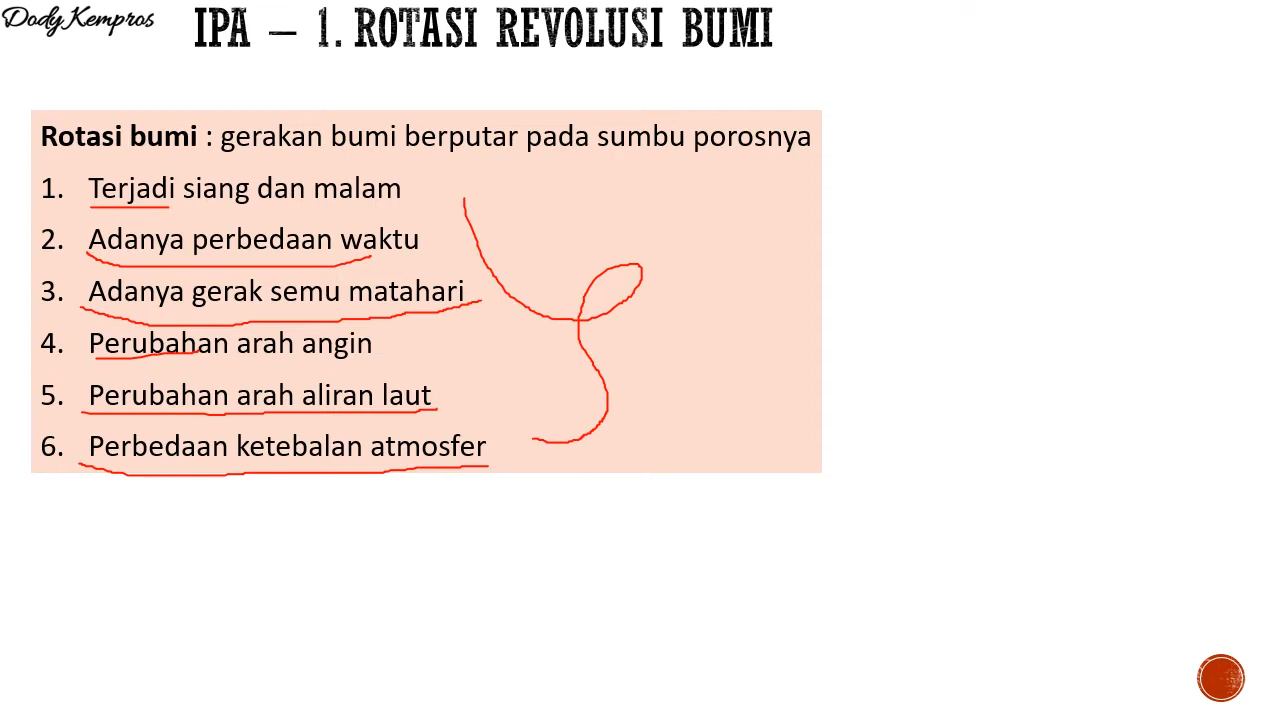 DodyKempros
IPA – 1. ROTASI REVOLUSI BUMI
Rotasi bumi : gerakan bumi berputar pada sumbu porosnya
1. Terjadi siang dan malam
2. Adanya perbedaan waktu
3. Adanya gerak semu matahari
4. Perubahan arah angin
5. Perubahan arah aliran laut
6. Perbedaan ketebalan atmosfer